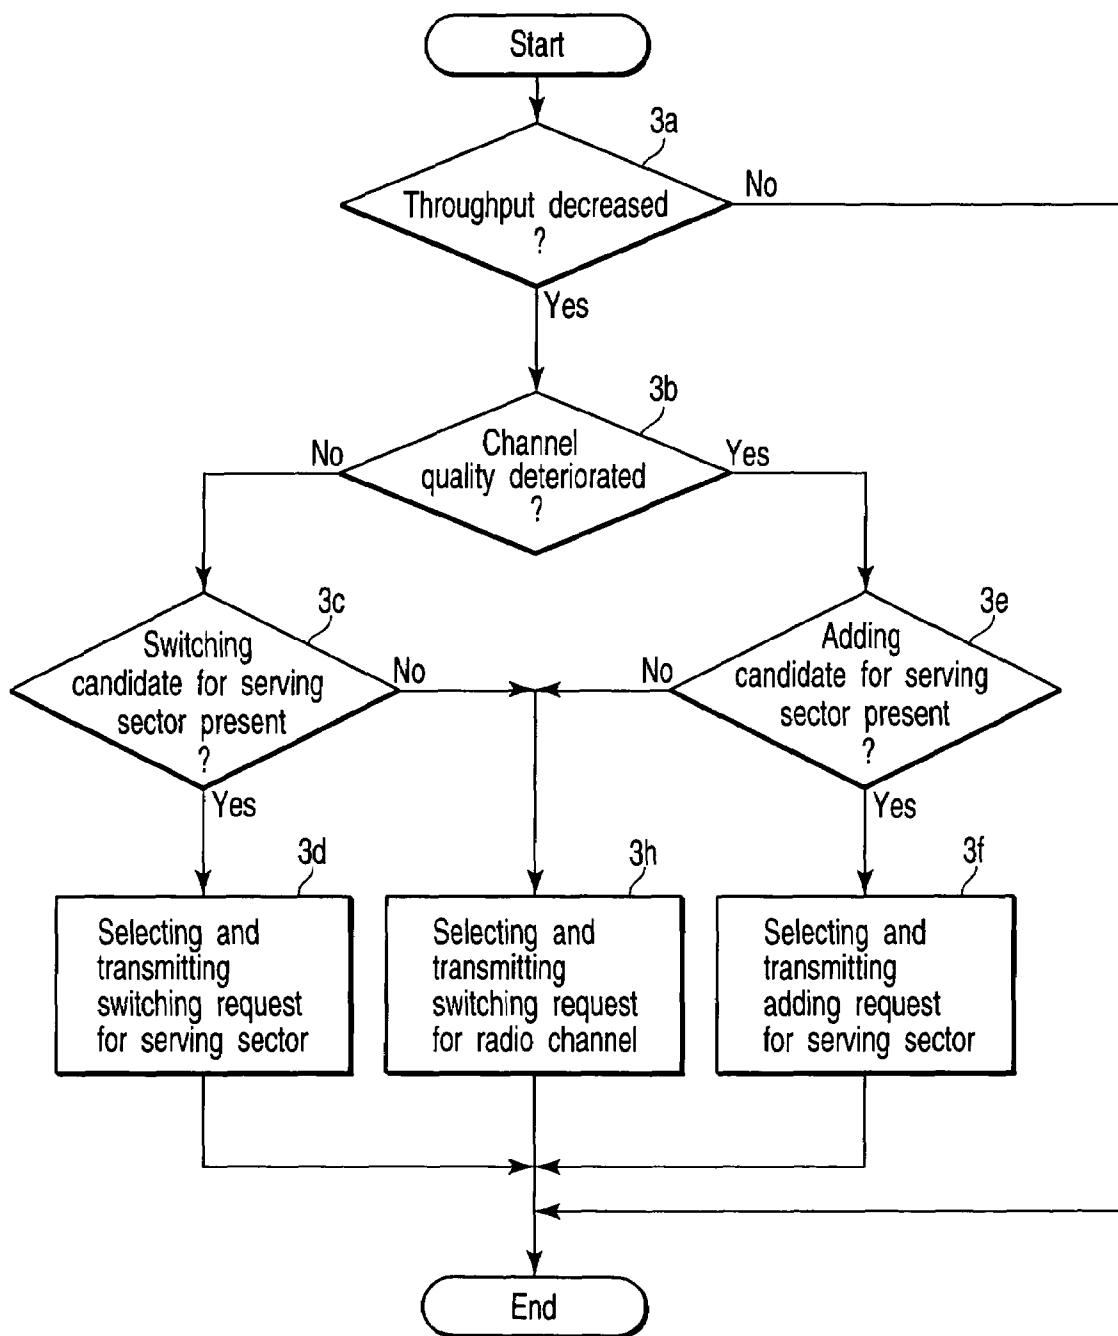 Start
3a
Throughput decreased
?
No
Yes
3b
Channel
quality deteriorated
?
No
Yes
3c
Switching
candidate for serving
sector present
?
No
Yes
3e
Adding
candidate for serving
sector present
?
No
Yes
3d
Selecting and
transmitting
switching request
for serving sector
3h
Selecting and
transmitting
switching request
for radio channel
3f
Selecting and
transmitting
adding request
for serving sector
End